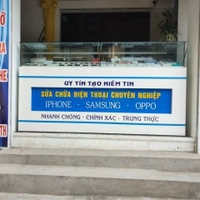 UY TÍN TẠO NIỀM TIN
SỬA CHỮA ĐIỆN THOẠI CHUYÊN NGHIỆP
IPHONE - SAMSUNG - OPPO
NHANH CHÓNG - CHÍNH XÁC - TRUNG THỰC